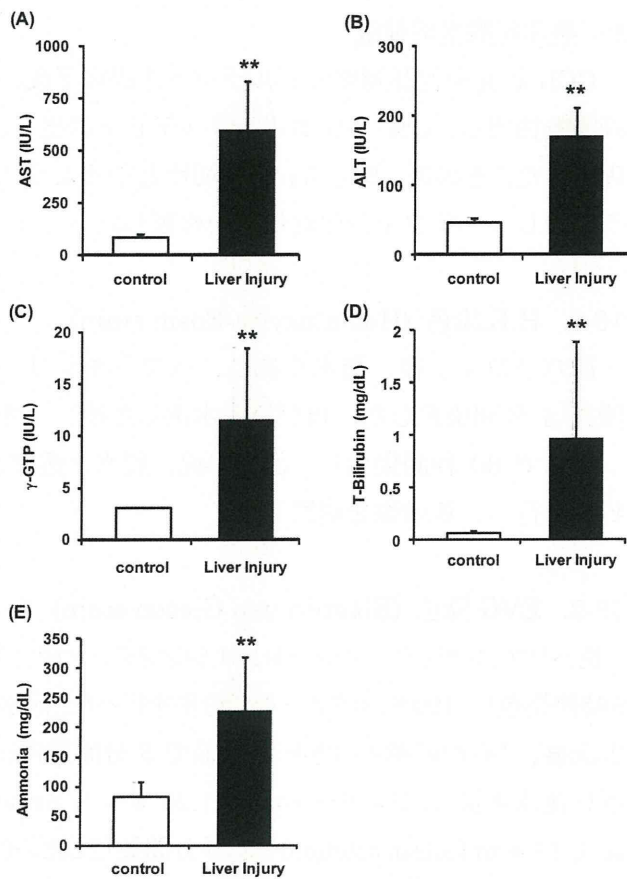 (A)
1000
750
500
250
0
AST (IU/L)
**
control
Liver Injury
(B)
300
200
100
0
ALT (IU/L)
**
control
Liver Injury
(C)
20
15
10
5
0
γ-GTP (IU/L)
**
control
Liver Injury
(D)
2
1.5
1
0.5
0
T-Bilirubin (mg/dL)
**
control
Liver Injury
(E)
350
300
250
200
150
100
50
0
Ammonia (mg/dL)
**
control
Liver Injury